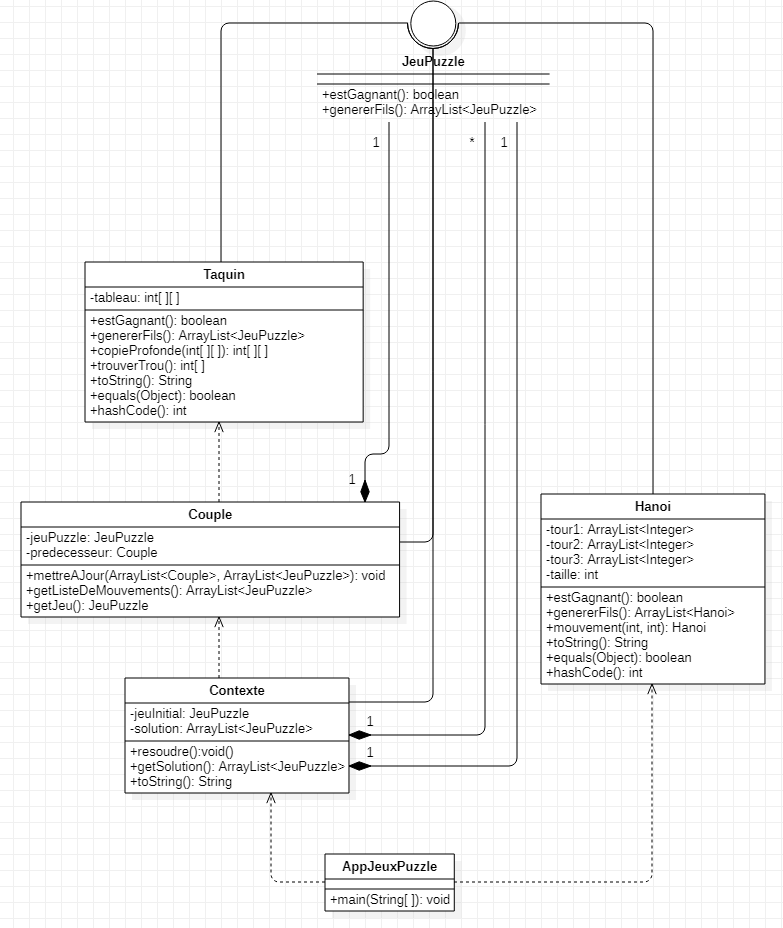 JeuPuzzle
+estGagnant(): boolean
+genererFils(): ArrayList<JeuPuzzle>
1
*
1
Taquin
-tableau: int[ ][ ]
+estGagnant(): boolean
+genererFils(): ArrayList<JeuPuzzle>
+copieProfonde(int[ ][ ]): int[ ][ ]
+trouverTrou(): int[ ]
+toString(): String
+equals(Object): boolean
+hashCode(): int
1
Couple
-jeuPuzzle: JeuPuzzle
-predecesseur: Couple
+mettreAJour(ArrayList<Couple>, ArrayList<JeuPuzzle>): void
+getListeDeMouvements(): ArrayList<JeuPuzzle>
+getJeu(): JeuPuzzle
Hanoi
-tour1: ArrayList<Integer>
-tour2: ArrayList<Integer>
-tour3: ArrayList<Integer>
-taille: int
+estGagnant(): boolean
+genererFils(): ArrayList<Hanoi>
+mouvement(int, int): Hanoi
+toString(): String
+equals(Object): boolean
+hashCode(): int
Contexte
-jeuInitial: JeuPuzzle
-solution: ArrayList<JeuPuzzle>
+resoudre():void()
+getSolution(): ArrayList<JeuPuzzle>
+toString(): String
1
1
AppJeuxPuzzle
+main(String[ ]): void